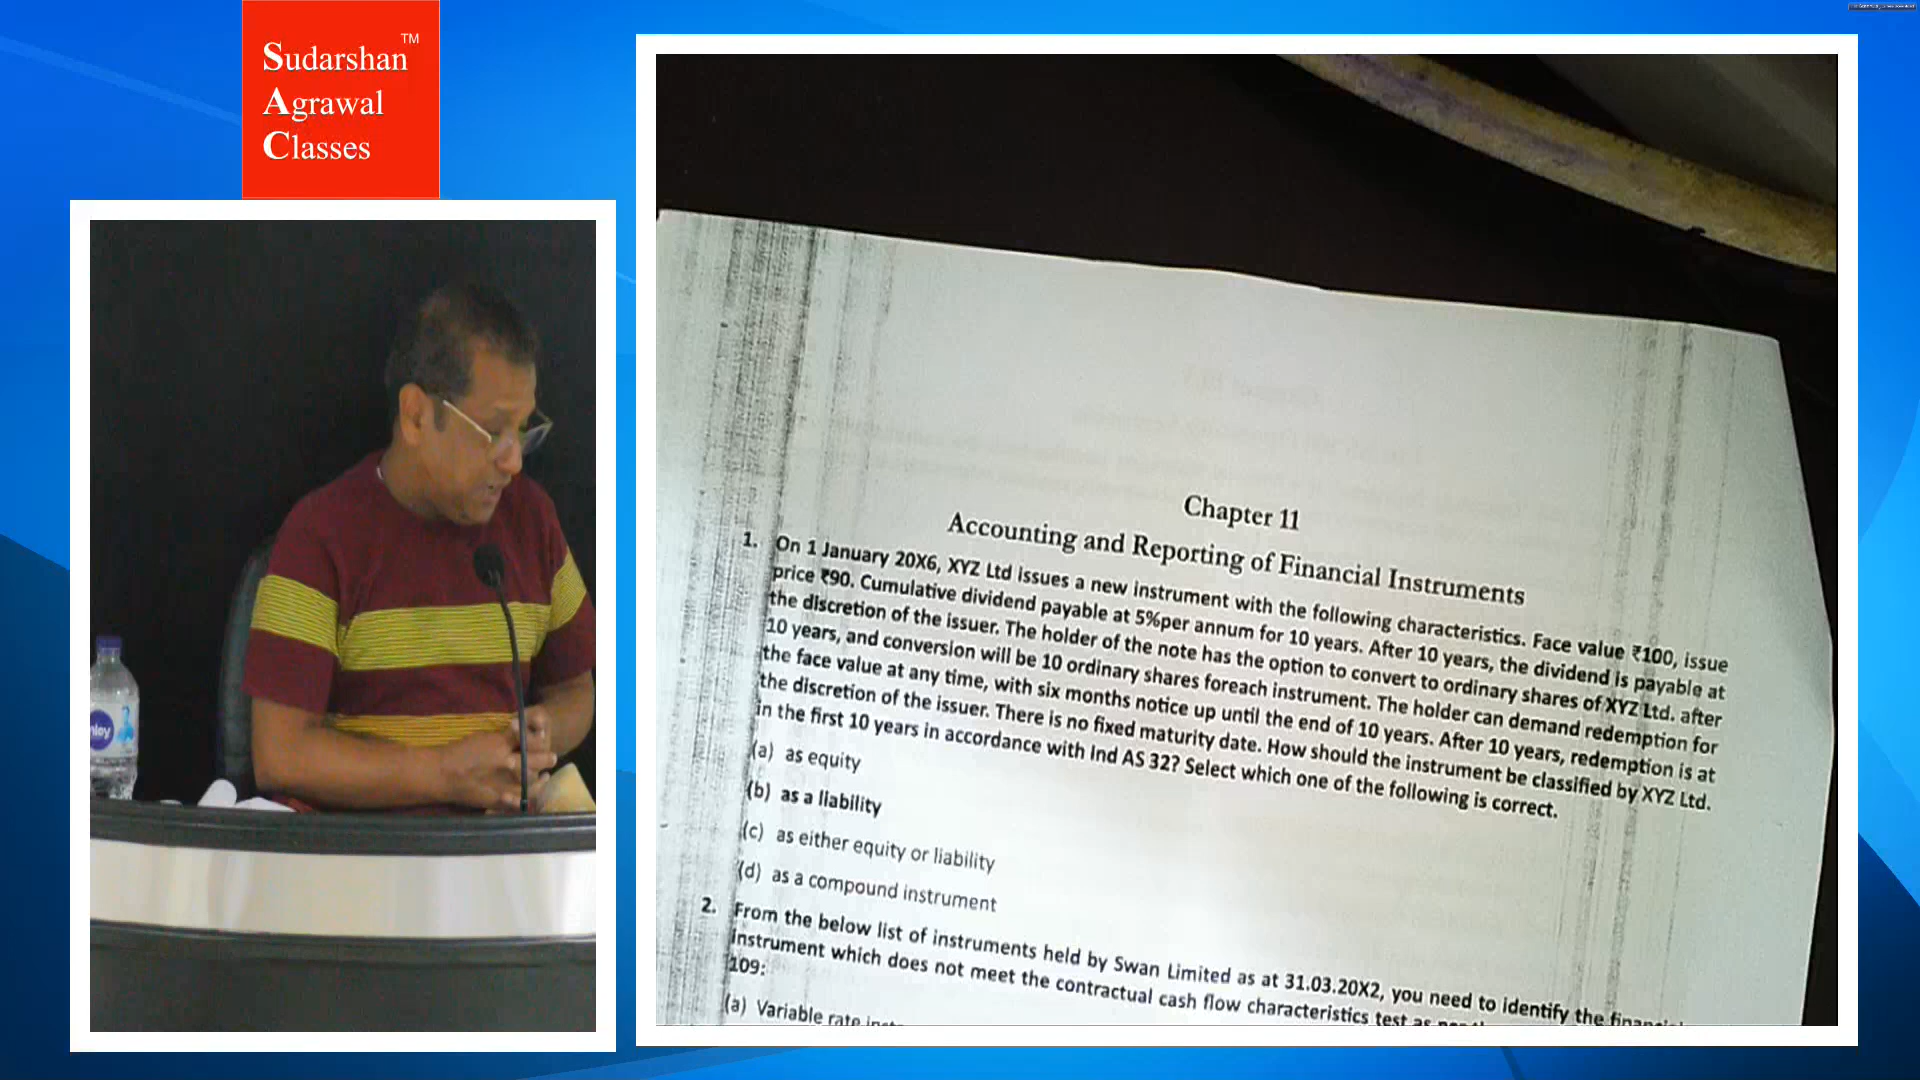 Sudarshan™
Agrawal
Classes
Chapter 11
Accounting and Reporting of Financial Instruments
1. On 1 January 20X6, XYZ Ltd issues a new instrument with the following characteristics. Face value ₹100, issue
price ₹90. Cumulative dividend payable at 5%per annum for 10 years. After 10 years, the dividend is payable at
the discretion of the issuer. The holder of the note has the option to convert to ordinary shares of XYZ Ltd. after
10 years, and conversion will be 10 ordinary shares foreach instrument. The holder can demand redemption for
the face value at any time, with six months notice up until the end of 10 years. After 10 years, redemption is at
the discretion of the issuer. There is no fixed maturity date. How should the instrument be classified by XYZ Ltd.
in the first 10 years in accordance with Ind AS 32? Select which one of the following is correct.
(a) as equity
(b) as a liability
(c) as either equity or liability
(d) as a compound instrument
2. From the below list of instruments held by Swan Limited as at 31.03.20X2, you need to identify the
instrument which does not meet the contractual cash flow characteristics test as
109:
(a) Variable rate